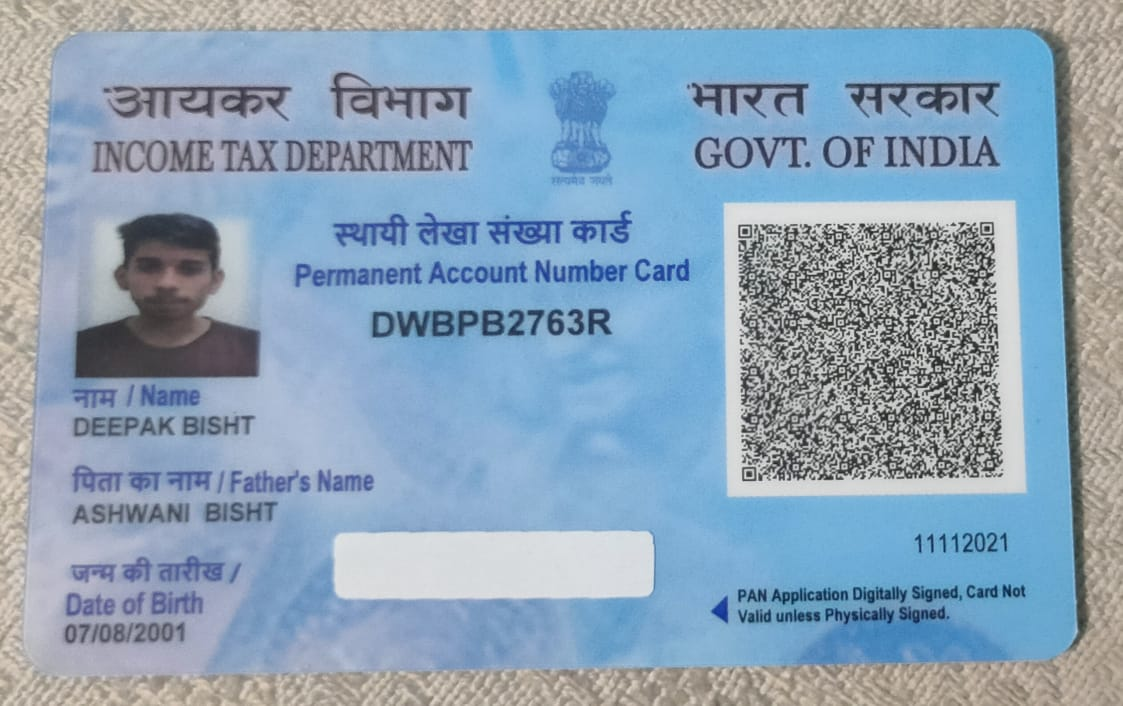 आयकर विभाग
INCOME TAX DEPARTMENT
सत्यमेव जयते
भारत सरकार
GOVT. OF INDIA
स्थायी लेखा संख्या कार्ड
Permanent Account Number Card
DWBPB2763R
नाम / Name
DEEPAK BISHT
पिता का नाम / Father's Name
ASHWANI BISHT
जन्म की तारीख /
Date of Birth
07/08/2001
11112021
PAN Application Digitally Signed, Card Not
Valid unless Physically Signed.